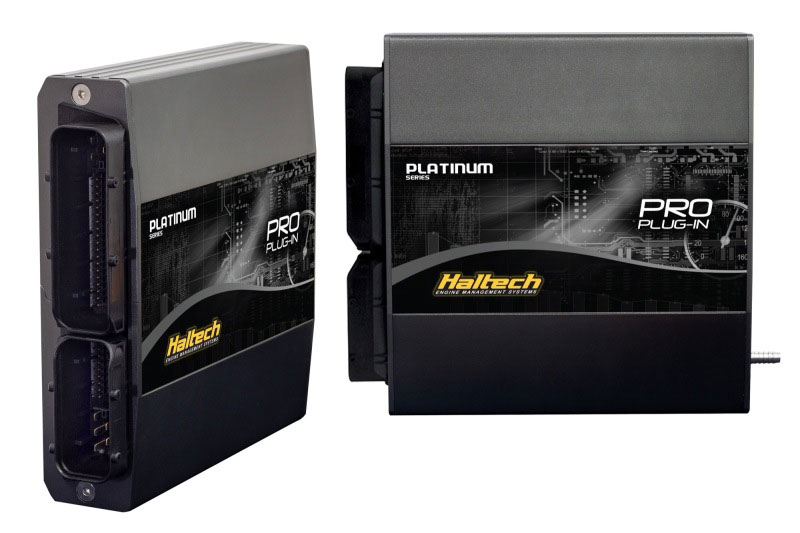 PLATINUM
SERIES
PRO
PLUG-IN
Haltech
ENGINE MANAGEMENT SYSTEMS
PLATINUM
SERIES
PRO
PLUG-IN
Haltech
ENGINE MANAGEMENT SYSTEMS